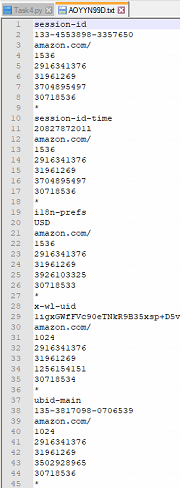 Task4.py
AOYYN99D.txt
1 session-id
2 133-4553898-3357650
3 amazon.com/
4 1536
5 2916341376
6 31961269
7 3704895497
8 30718536
9 *
10 session-id-time
11 20827872011
12 amazon.com/
13 1536
14 2916341376
15 31961269
16 3704895497
17 30718536
18 *
19 i18n-prefs
20 USD
21 amazon.com/
22 1536
23 2916341376
24 31961269
25 3926103325
26 30718533
27 *
28 x-wl-uid
29 1igxGWfFVc90eTNkR9B35xsp+D5v
30 amazon.com/
31 1024
32 2916341376
33 31961269
34 1256154151
35 30718534
36 *
37 ubid-main
38 135-3817098-0706539
39 amazon.com/
40 1024
41 2916341376
42 31961269
43 3502928965
44 30718536
45 *